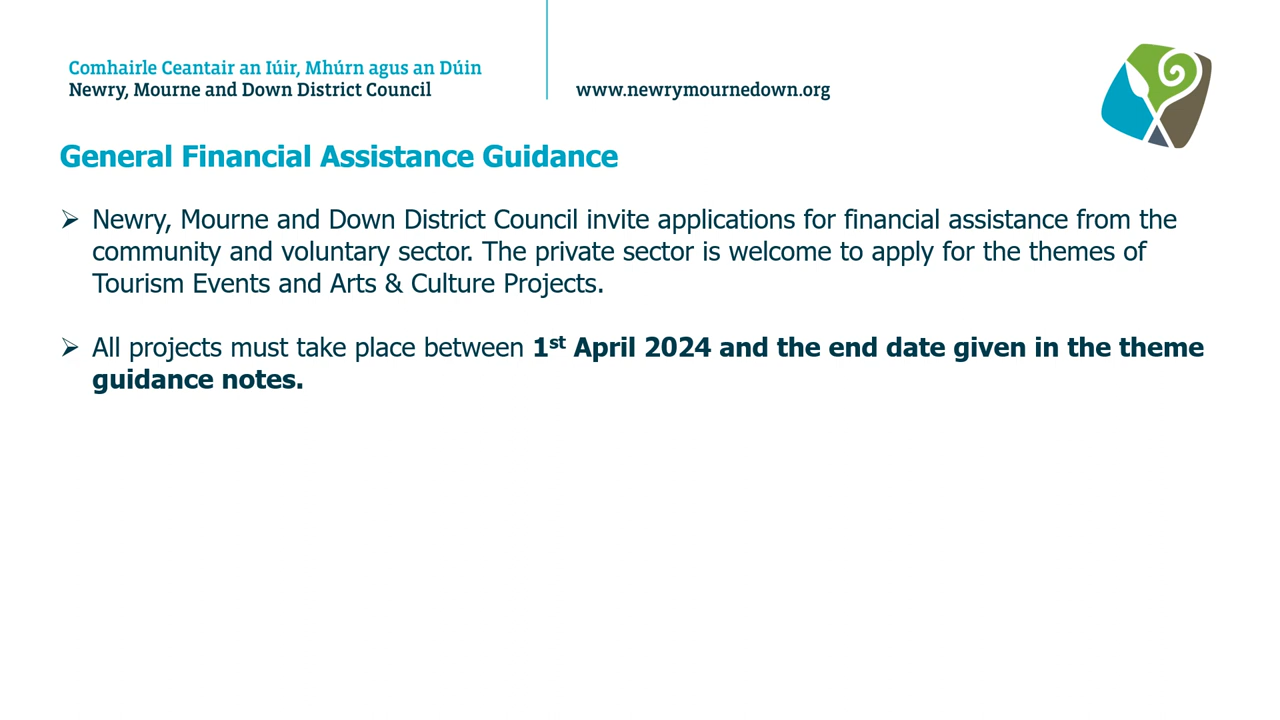 Comhairle Ceantair an Iúir, Mhúrn agus an Dúin
Newry, Mourne and Down District Council
www.newrymournedown.org
General Financial Assistance Guidance
➢ Newry, Mourne and Down District Council invite applications for financial assistance from the
community and voluntary sector. The private sector is welcome to apply for the themes of
Tourism Events and Arts & Culture Projects.
➢ All projects must take place between 1st April 2024 and the end date given in the theme
guidance notes.